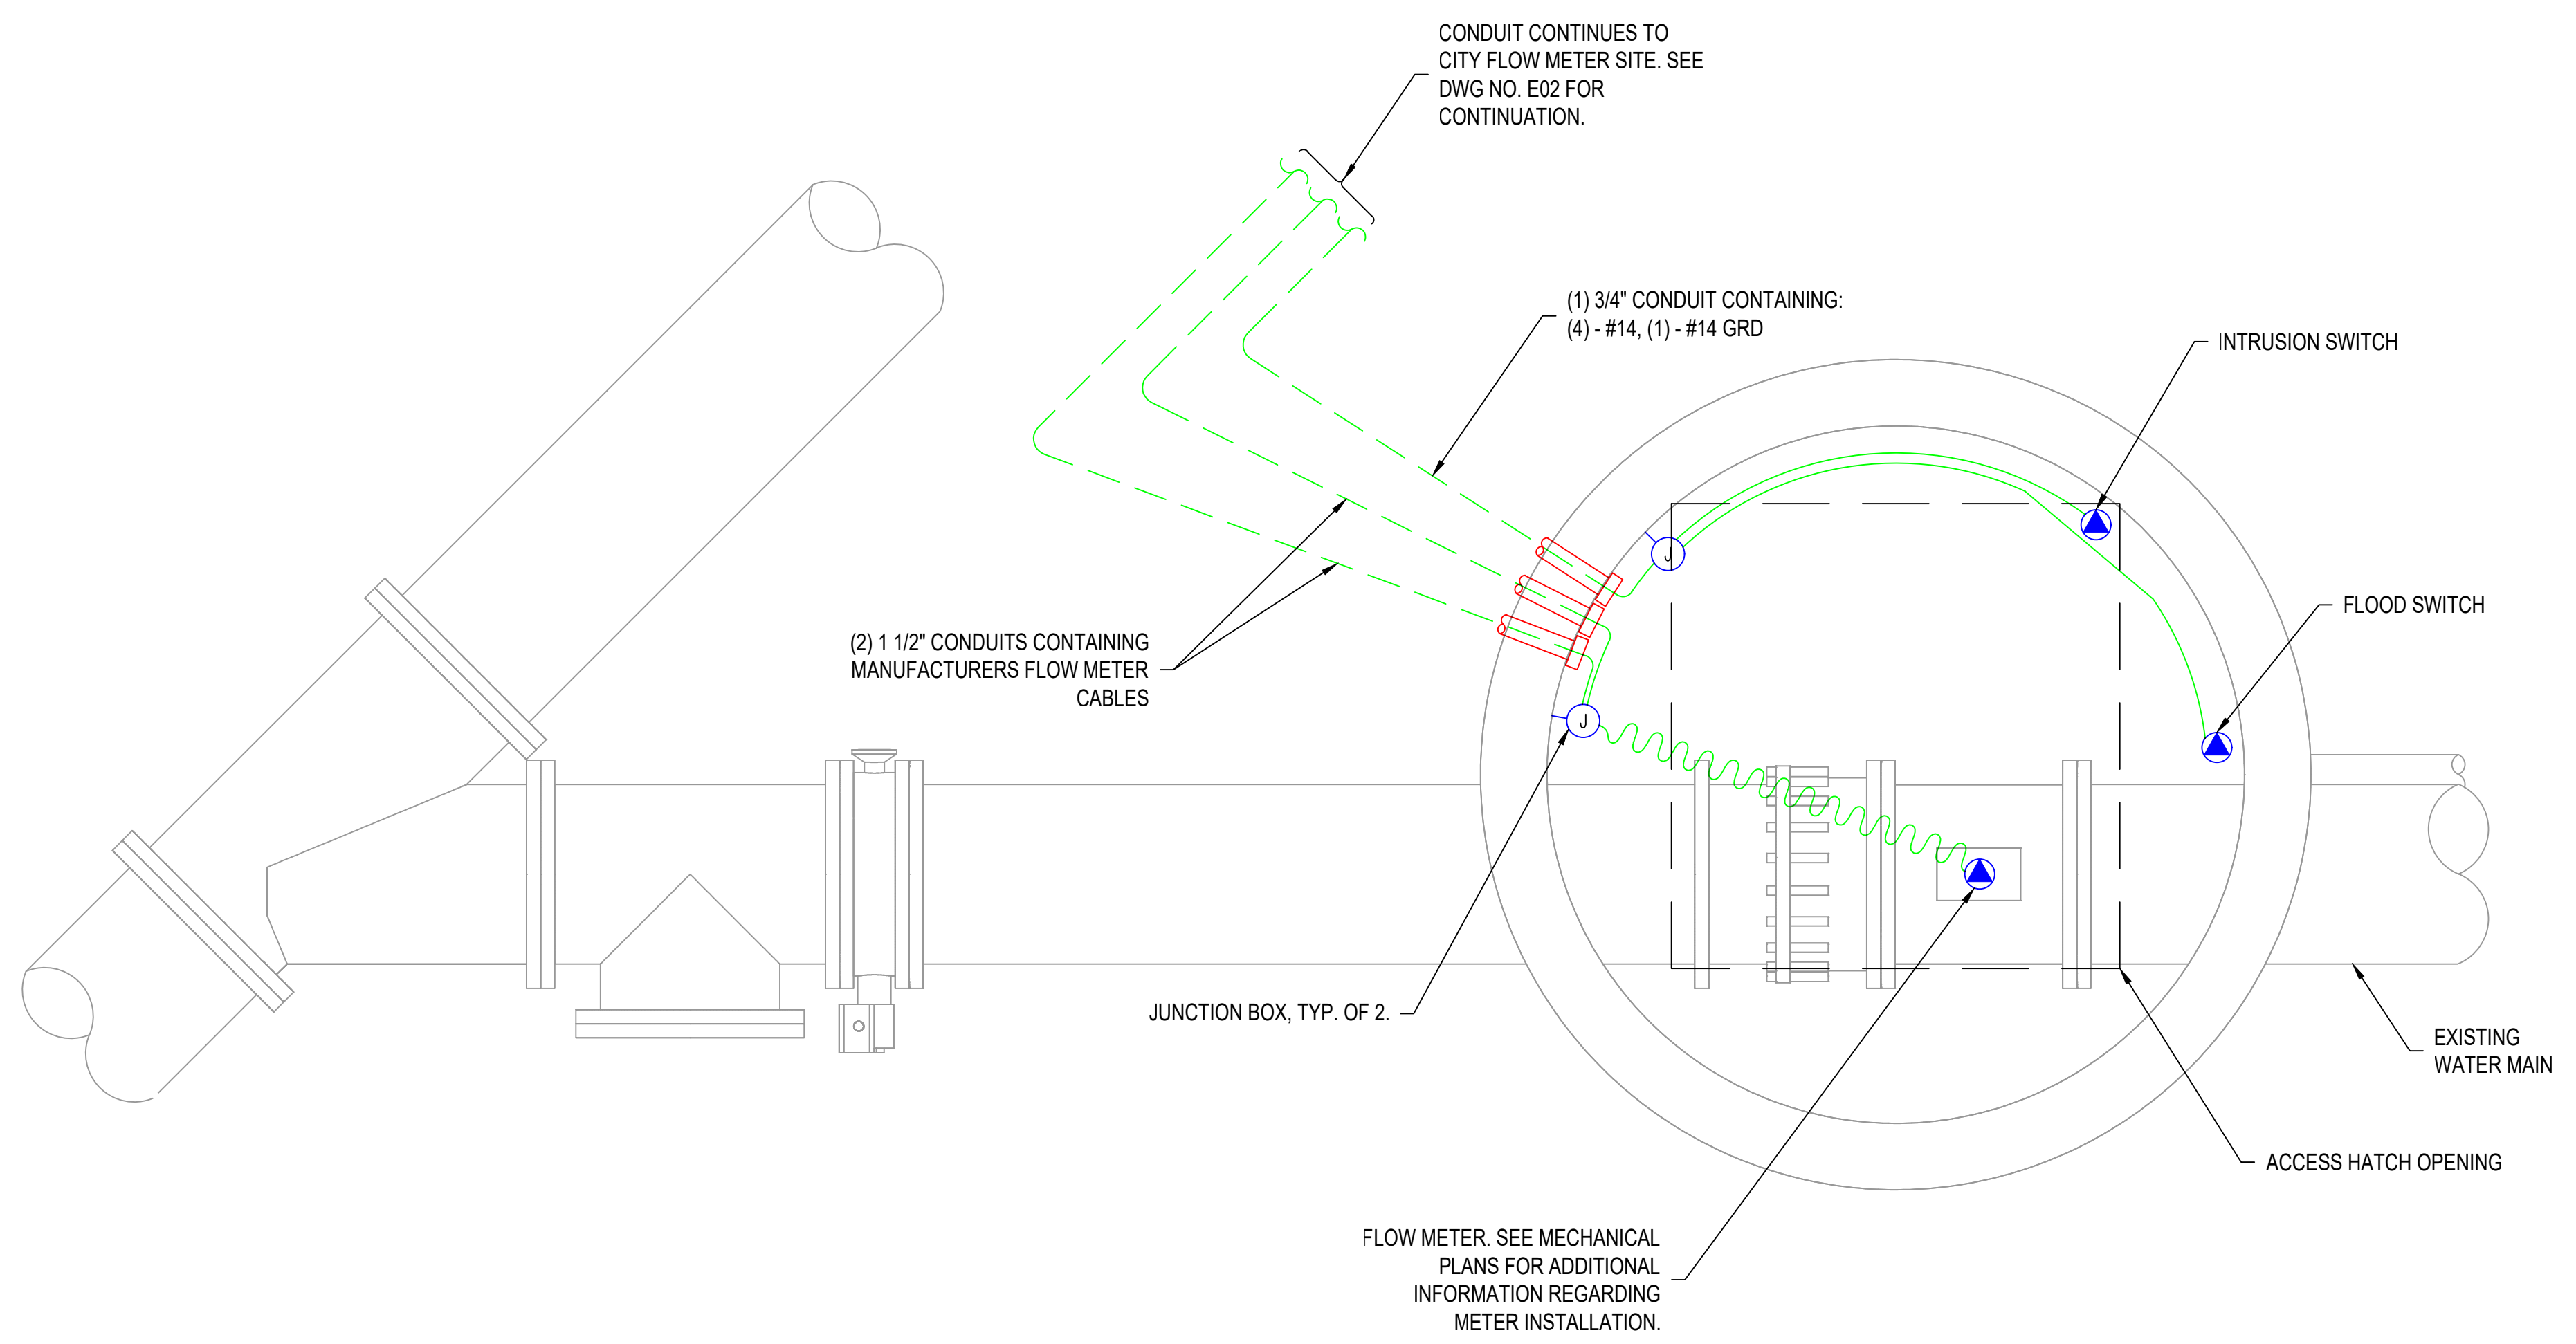 CONDUIT CONTINUES TO
CITY FLOW METER SITE. SEE
DWG NO. E02 FOR
CONTINUATION.
(1) 3/4" CONDUIT CONTAINING:
(4) - #14, (1) - #14 GRD
INTRUSION SWITCH
J
FLOOD SWITCH
(2) 1 1/2" CONDUITS CONTAINING
MANUFACTURERS FLOW METER
CABLES
J
JUNCTION BOX, TYP. OF 2.
EXISTING
WATER MAIN
ACCESS HATCH OPENING
FLOW METER. SEE MECHANICAL
PLANS FOR ADDITIONAL
INFORMATION REGARDING
METER INSTALLATION.